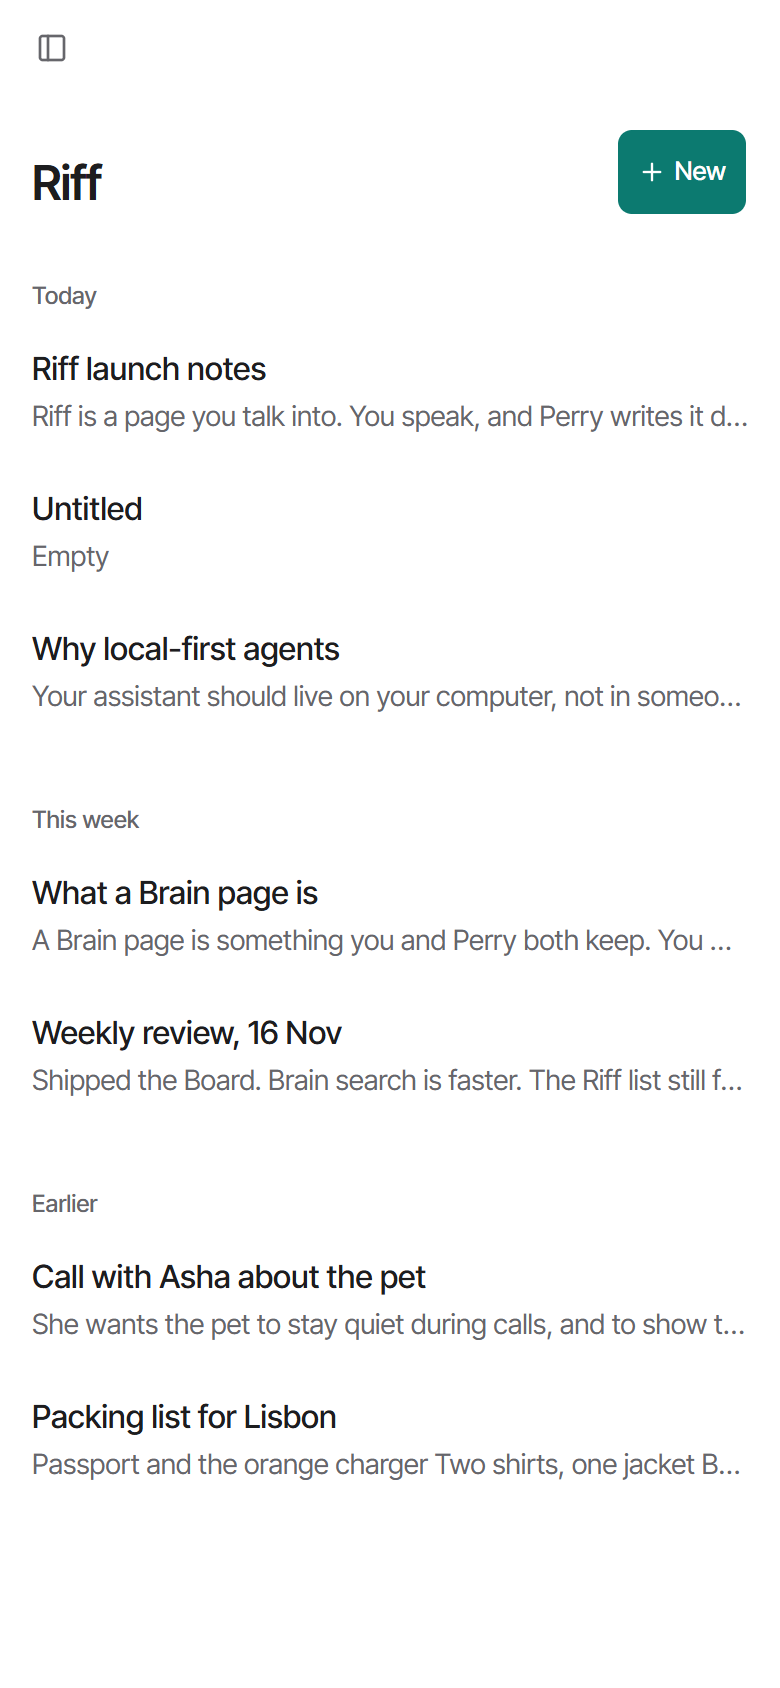 Riff
New
Today
Riff launch notes
Riff is a page you talk into. You speak, and Perry writes it d...
Untitled
Empty
Why local-first agents
Your assistant should live on your computer, not in someo...
This week
What a Brain page is
A Brain page is something you and Perry both keep. You ...
Weekly review, 16 Nov
Shipped the Board. Brain search is faster. The Riff list still f...
Earlier
Call with Asha about the pet
She wants the pet to stay quiet during calls, and to show t...
Packing list for Lisbon
Passport and the orange charger Two shirts, one jacket B...